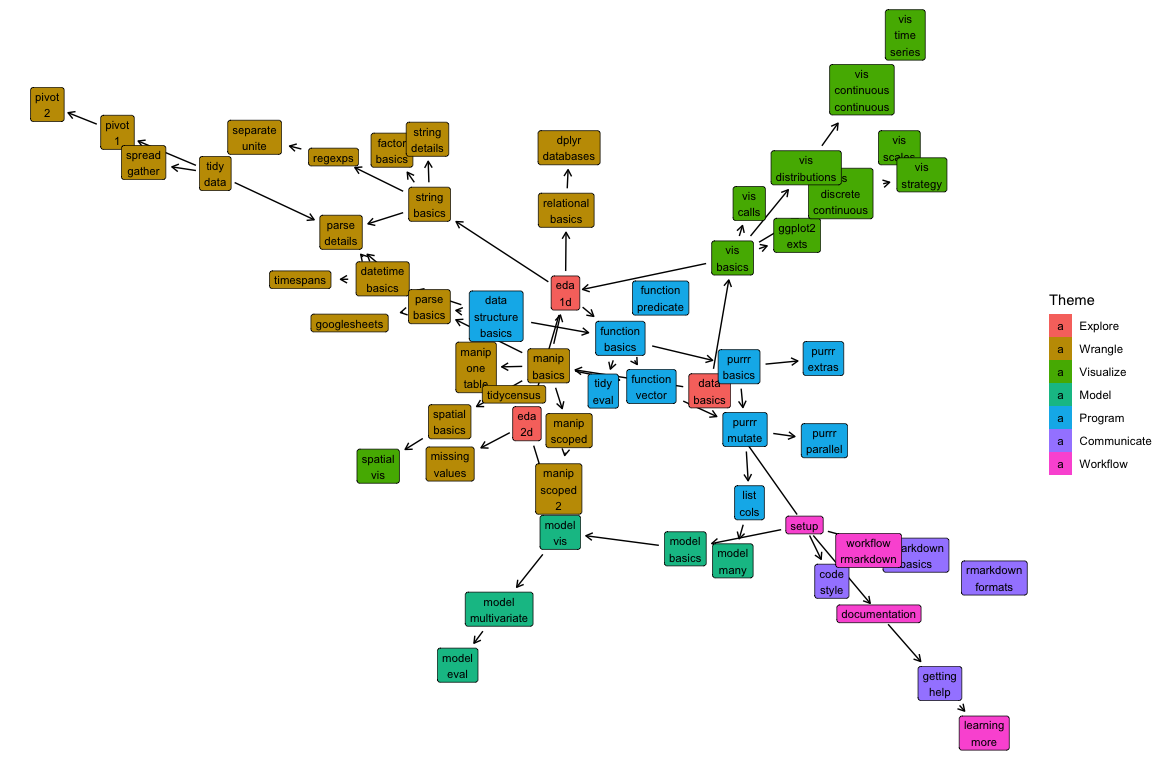 vis
time
series
vis
continuous
continuous
pivot
2
pivot
1
spread
gather
separate
unite
tidy
data
regexps
factor
basics
string
details
dplyr
databases
vis
distributions
vis
strategy
discrete
continuous
vis
calls
ggplot2
exts
string
basics
relational
basics
parse
details
vis
basics
timespans
datetime
basics
eda
1d
function
predicate
googlesheets
parse
basics
data
structure
basics
function
basics
manip
one
table
manip
basics
tidycensus
tidy
eval
function
vector
data
basics
purrr
basics
purrr
extras
spatial
basics
eda
2d
manip
scoped
purrr
mutate
purrr
parallel
spatial
vis
missing
values
manip
scoped
2
list
cols
model
vis
model
basics
model
many
setup
workflow
rmarkdown
basics
rmarkdown
formats
code
style
documentation
model
multivariate
model
eval
getting
help
learning
more
Theme
a Explore
a Wrangle
a Visualize
a Model
a Program
a Communicate
a Workflow